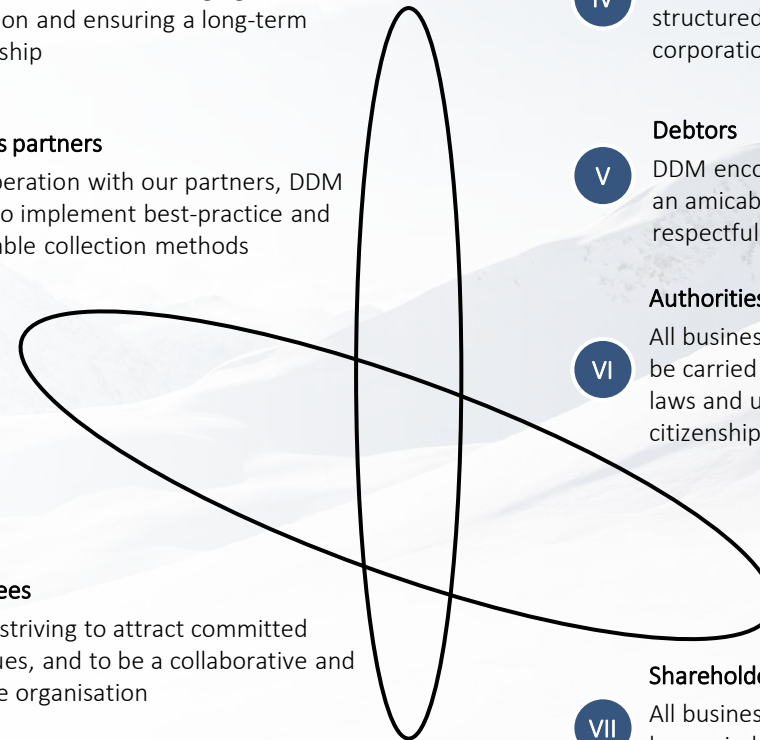 on and ensuring a long-term
ship
s partners
peration with our partners, DDM
o implement best-practice and
able collection methods
ees
striving to attract committed
ues, and to be a collaborative and
e organisation
IV
structured
corporatio
Debtors
V
DDM enco
an amicab
respectful
Authorities
All busines
VI
be carried
laws and u
citizenship
Shareholde
All busines
VII